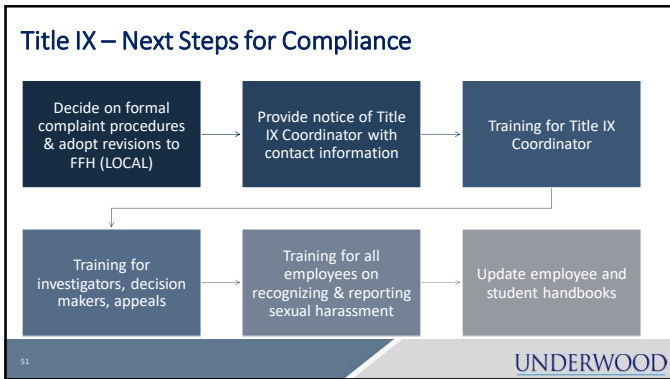 Title IX – Next Steps for Compliance
Decide on formal
complaint procedures
& adopt revisions to
FFH (LOCAL)
Provide notice of Title
IX Coordinator with
contact information
Training for Title IX
Coordinator
Training for
investigators, decision
makers, appeals
Training for all
employees on
recognizing & reporting
sexual harassment
Update employee and
student handbooks
51
UNDERWOOD